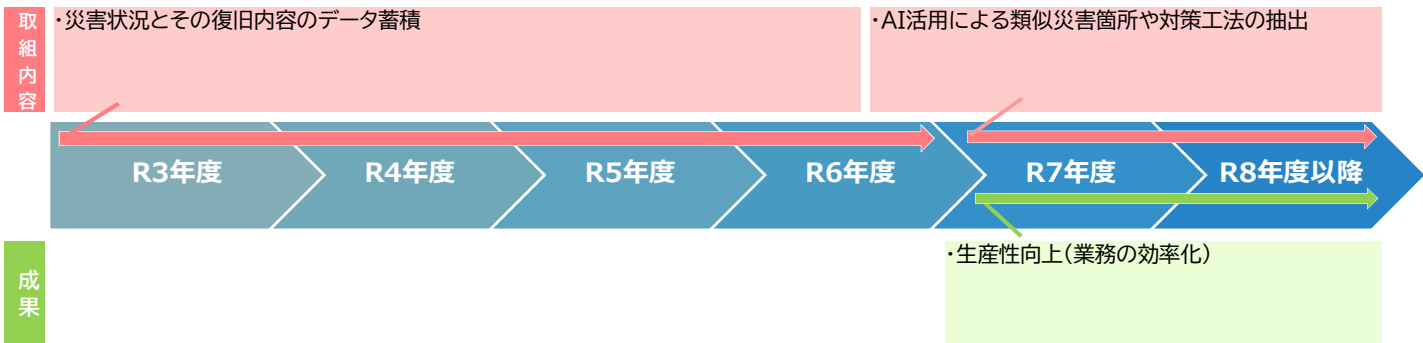 取組内容
・災害状況とその復旧内容のデータ蓄積
・AI活用による類似災害箇所や対策工法の抽出
R3年度
R4年度
R5年度
R6年度
R7年度
R8年度以降
成果
・生産性向上(業務の効率化)